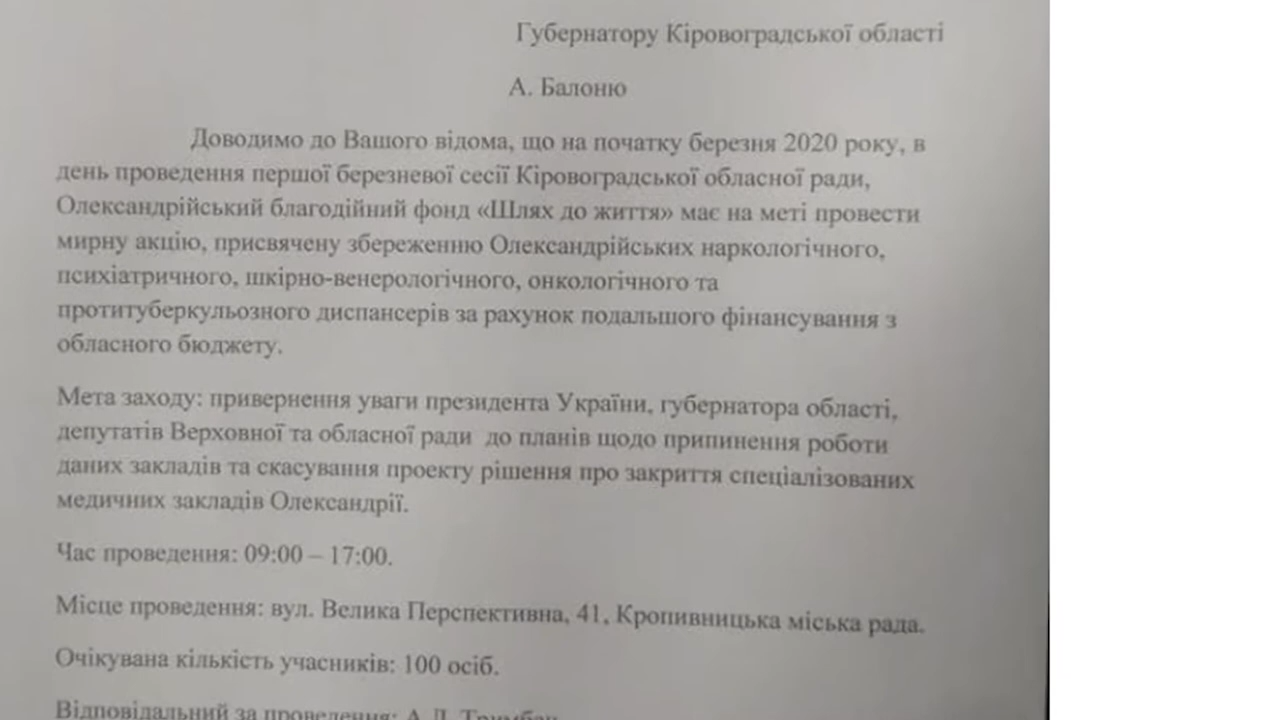 Губернатору Кіровоградської області
А. Балоню
Доводимо до Вашого відома, що на початку березня 2020 року, в
день проведення першої березневої сесії Кіровоградської обласної ради,
Олександрійський благодійний фонд «Шлях до життя» має на меті провести
мирну акцію, присвячену збереженню Олександрійських наркологічного,
психіатричного, шкірно-венерологічного, онкологічного та
протитуберкульозного диспансерів за рахунок подальшого фінансування з
обласного бюджету.
Мета заходу: привернення уваги президента України, губернатора області,
депутатів Верховної та обласної ради до планів щодо припинення роботи
даних закладів та скасування проекту рішення про закриття спеціалізованих
медичних закладів Олександрії.
Час проведення: 09:00 – 17:00.
Місце проведення: вул. Велика Перспективна, 41, Кропивницька міська рада.
Очікувана кількість учасників: 100 осіб.
Відповідальний за проведення: